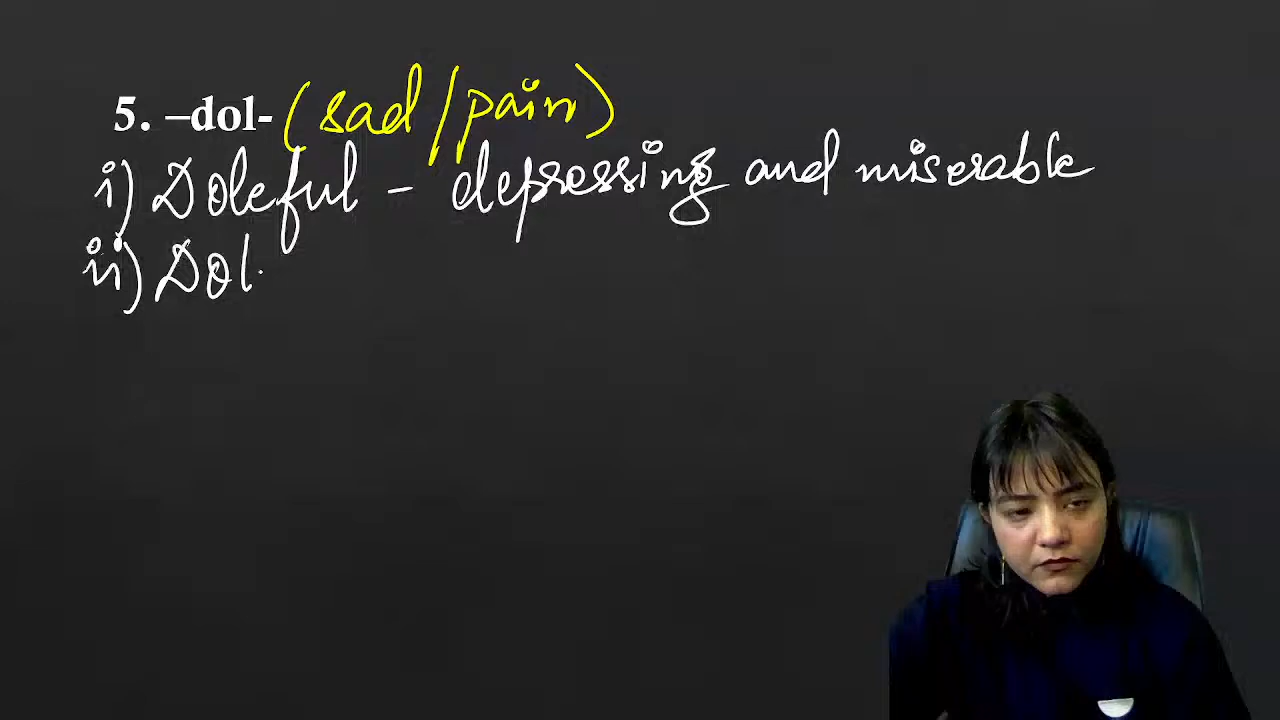 5. –dol- (sad/pain)
i) Doleful - depressing and miserable
ii) Dol